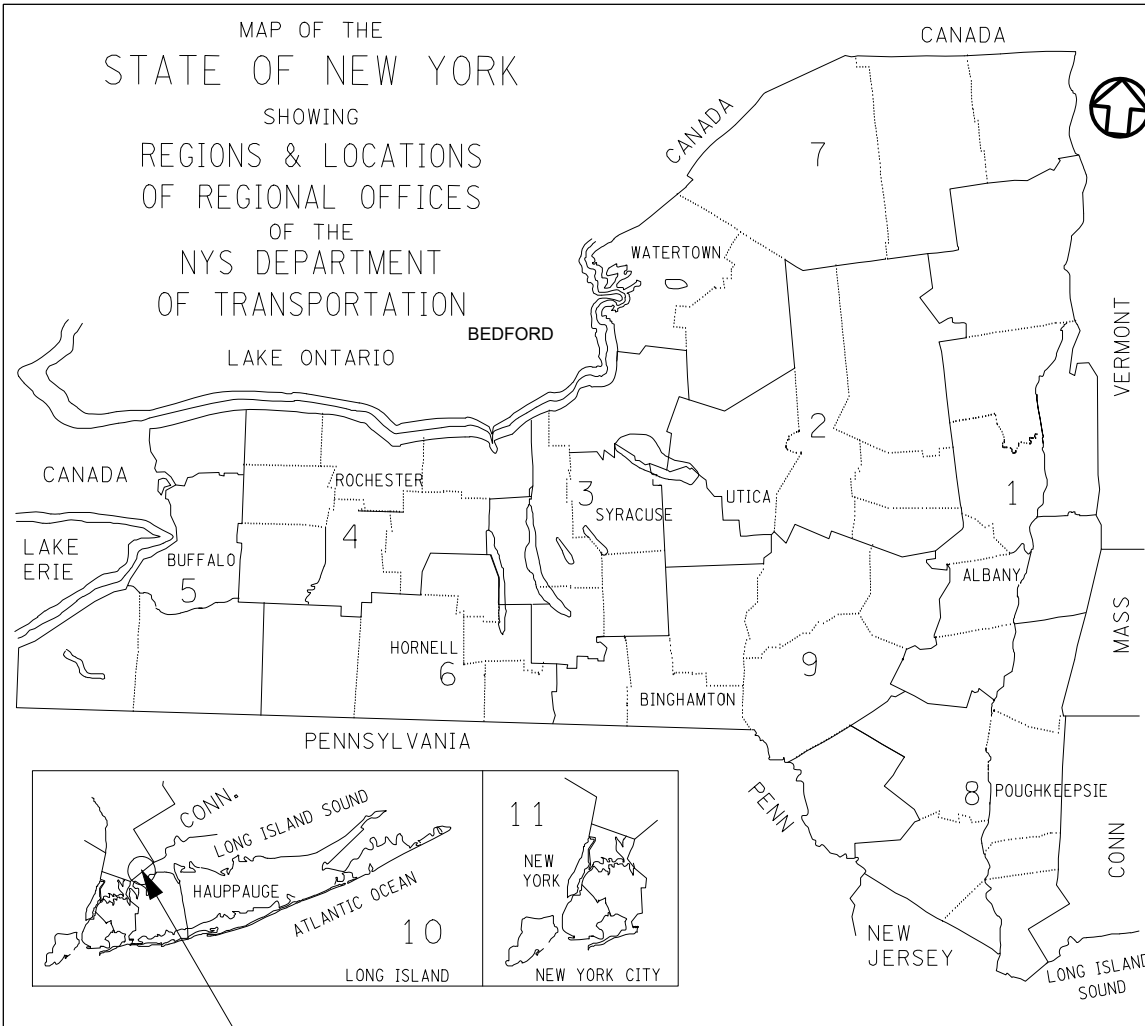 MAP OF THE
STATE OF NEW YORK
SHOWING
REGIONS & LOCATIONS
OF REGIONAL OFFICES
OF THE
NYS DEPARTMENT
OF TRANSPORTATION
BEDFORD
LAKE ONTARIO
CANADA
CANADA
7
WATERTOWN
VERMONT
2
CANADA
ROCHESTER
3
SYRACUSE
UTICA
1
4
LAKE
ERIE
BUFFALO
5
ALBANY
MASS
HORNELL
6
9
BINGHAMTON
PENNSYLVANIA
PENN
8
POUGHKEEPSIE
CONN
NEW
JERSEY
LONG ISLAND
SOUND
CONN.
LONG ISLAND SOUND
HAUPPAUGE
ATLANTIC OCEAN
10
LONG ISLAND
11
NEW
YORK
NEW YORK CITY